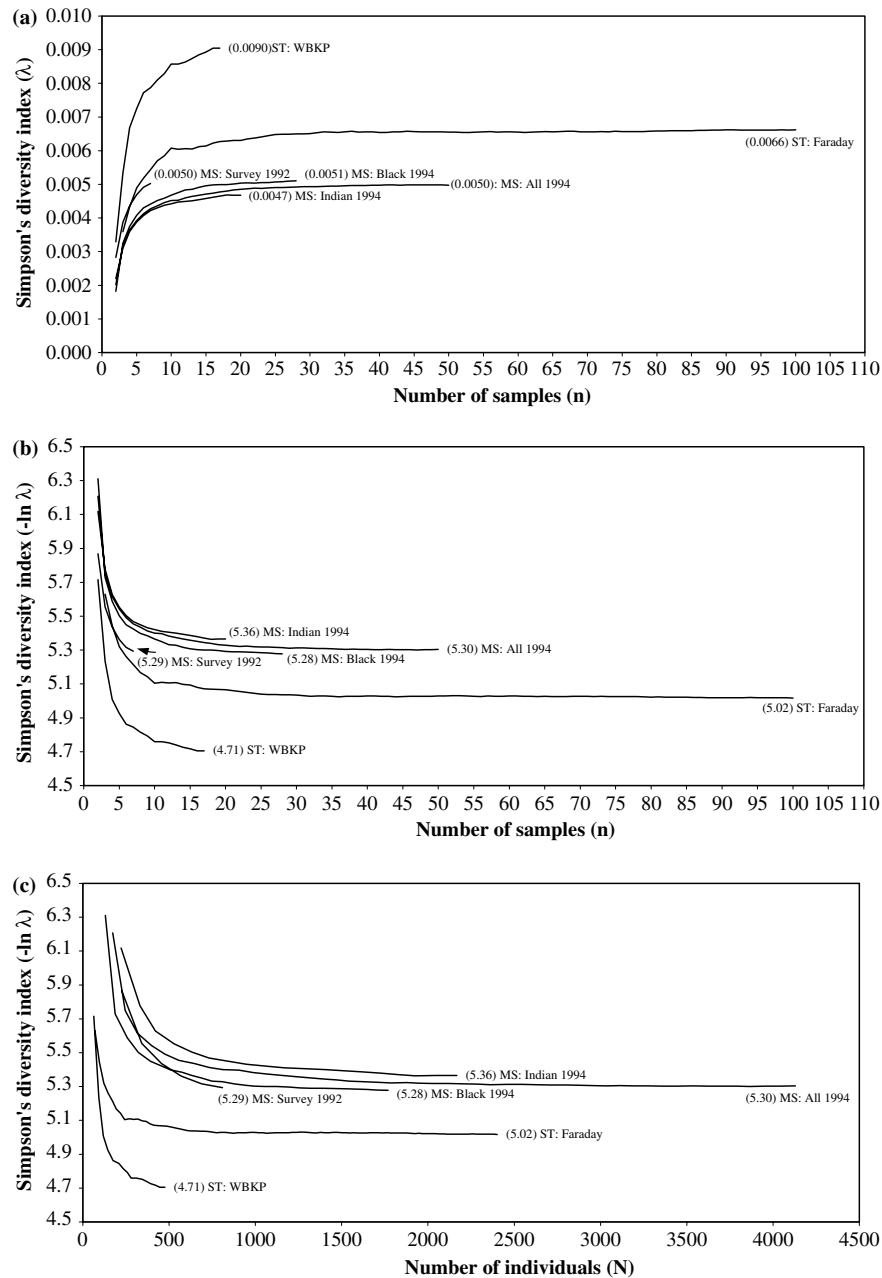 (a)
Simpson's diversity index (λ)
0.010
0.009
0.008
0.007
0.006
0.005
0.004
0.003
0.002
0.001
0.000
(0.0090)ST: WBKP
(0.0066) ST: Faraday
(0.0050) MS: Survey 1992
(0.0051) MS: Black 1994
(0.0050): MS: All 1994
(0.0047) MS: Indian 1994
0 5 10 15 20 25 30 35 40 45 50 55 60 65 70 75 80 85 90 95 100 105 110
Number of samples (n)
(b)
Simpson's diversity index (-ln λ)
6.5
6.3
6.1
5.9
5.7
5.5
5.3
5.1
4.9
4.7
4.5
(5.36) MS: Indian 1994
(5.30) MS: All 1994
(5.28) MS: Black 1994
(5.29) MS: Survey 1992
(5.02) ST: Faraday
(4.71) ST: WBKP
0 5 10 15 20 25 30 35 40 45 50 55 60 65 70 75 80 85 90 95 100 105 110
Number of samples (n)
(c)
Simpson's diversity index (-ln λ)
6.5
6.3
6.1
5.9
5.7
5.5
5.3
5.1
4.9
4.7
4.5
(5.36) MS: Indian 1994
(5.29) MS: Survey 1992
(5.28) MS: Black 1994
(5.30) MS: All 1994
(5.02) ST: Faraday
(4.71) ST: WBKP
0 500 1000 1500 2000 2500 3000 3500 4000 4500
Number of individuals (N)